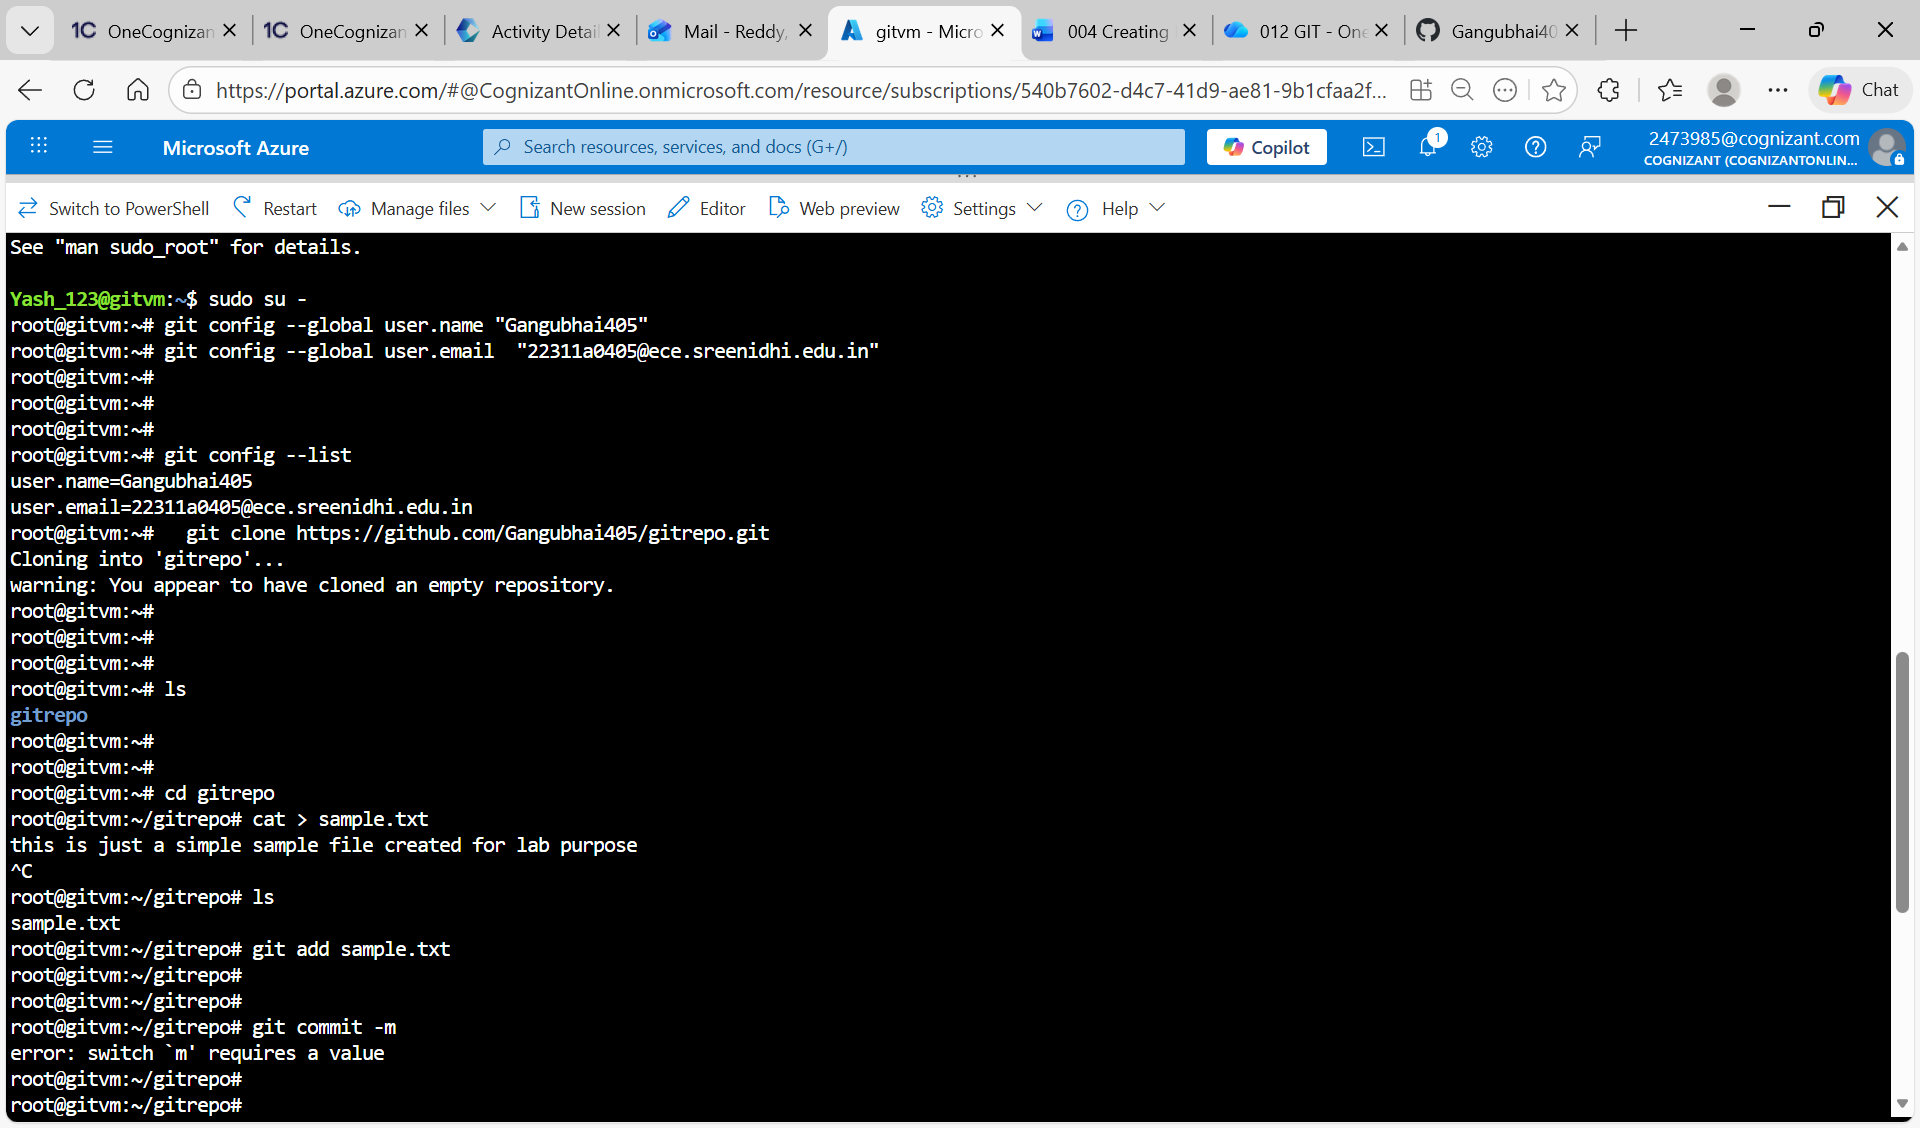 OneCognizan
OneCognizan
Activity Detail
Mail - Reddy,
gitvm - Micro
004 Creating
012 GIT - One
Gangubhai40
https://portal.azure.com/#@CognizantOnline.onmicrosoft.com/resource/subscriptions/540b7602-d4c7-41d9-ae81-9b1cfaa2f...
Chat
Microsoft Azure
Search resources, services, and docs (G+/)
Copilot
1
2473985@cognizant.com
COGNIZANT (COGNIZANTONLIN...
Switch to PowerShell
Restart
Manage files
New session
Editor
Web preview
Settings
Help
See "man sudo_root" for details.
Yash_123@gitvm:~$ sudo su -
root@gitvm:~# git config --global user.name "Gangubhai405"
root@gitvm:~# git config --global user.email  "22311a0405@ece.sreenidhi.edu.in"
root@gitvm:~#
root@gitvm:~#
root@gitvm:~#
root@gitvm:~# git config --list
user.name=Gangubhai405
user.email=22311a0405@ece.sreenidhi.edu.in
root@gitvm:~#   git clone https://github.com/Gangubhai405/gitrepo.git
Cloning into 'gitrepo'...
warning: You appear to have cloned an empty repository.
root@gitvm:~#
root@gitvm:~#
root@gitvm:~#
root@gitvm:~# ls
gitrepo
root@gitvm:~#
root@gitvm:~#
root@gitvm:~# cd gitrepo
root@gitvm:~/gitrepo# cat > sample.txt
this is just a simple sample file created for lab purpose
^C
root@gitvm:~/gitrepo# ls
sample.txt
root@gitvm:~/gitrepo# git add sample.txt
root@gitvm:~/gitrepo#
root@gitvm:~/gitrepo#
root@gitvm:~/gitrepo# git commit -m
error: switch `m' requires a value
root@gitvm:~/gitrepo#
root@gitvm:~/gitrepo#